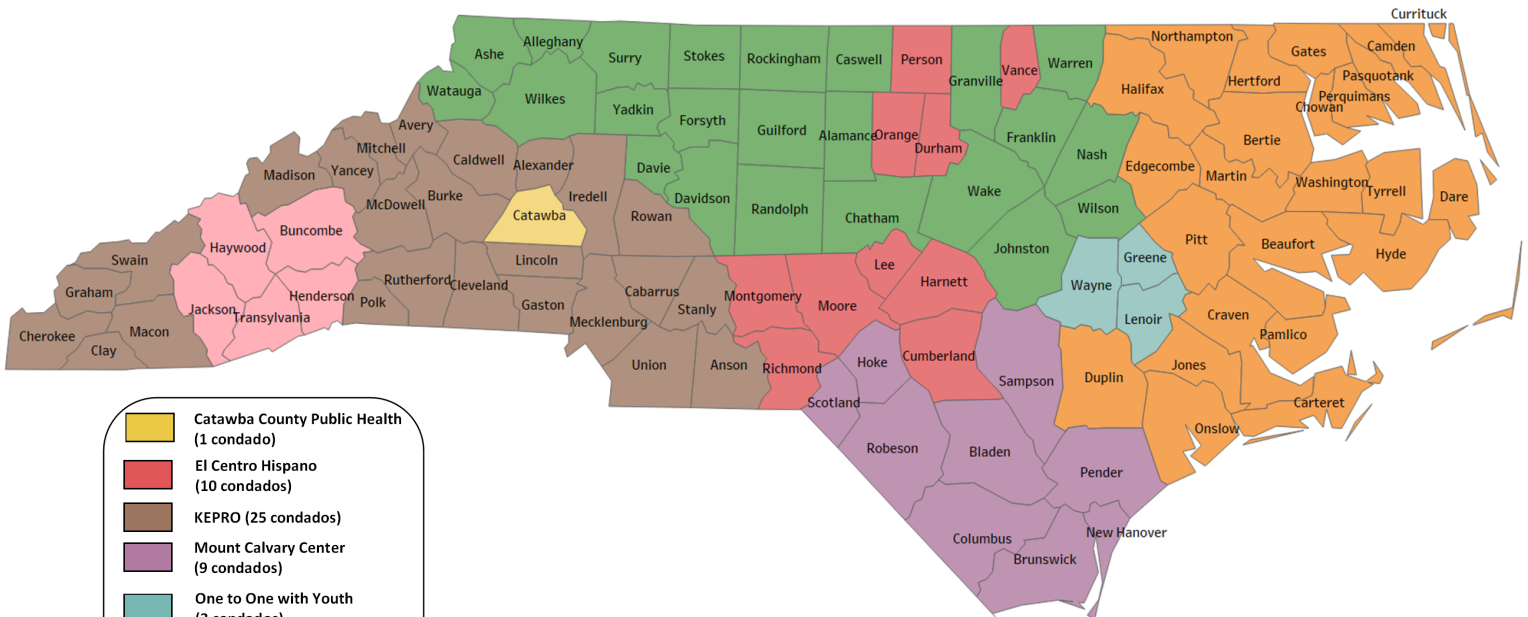 Currituck
Alleghany
Northampton
Ashe
Surry
Stokes
Rockingham
Caswell
Person
Gates
Camden
Vance
Warren
Granville
Pasquotank
Hertford
Watauga
Wilkes
Halifax
Perquimans
Chowan
Yadkin
Forsyth
Avery
Guilford
Alamance
Orange
Durham
Franklin
Bertie
Mitchell
Caldwell
Alexander
Nash
Edgecombe
Madison
Yancey
Davie
Martin
Washington
Tyrrell
Burke
Iredell
Davidson
Wake
Dare
McDowell
Catawba
Rowan
Randolph
Chatham
Wilson
Buncombe
Haywood
Johnston
Pitt
Beaufort
Swain
Lincoln
Lee
Greene
Hyde
Rutherford
Cleveland
Harnett
Wayne
Graham
Henderson
Polk
Gaston
Cabarrus
Montgomery
Moore
Jackson
Transylvania
Stanly
Lenoir
Craven
Macon
Mecklenburg
Cherokee
Pamlico
Clay
Union
Anson
Richmond
Hoke
Cumberland
Jones
Sampson
Duplin
Scotland
Carteret
Onslow
Robeson
Bladen
Pender
Columbus
New Hanover
Brunswick
Catawba County Public Health
(1 condado)
El Centro Hispano
(10 condados)
KEPRO (25 condados)
Mount Calvary Center
(9 condados)
One to One with Youth